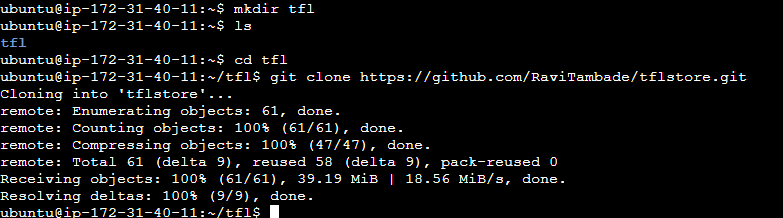 ubuntu@ip-172-31-40-11:~$ mkdir tfl
ubuntu@ip-172-31-40-11:~$ ls
tfl
ubuntu@ip-172-31-40-11:~$ cd tfl
ubuntu@ip-172-31-40-11:~/tfl$ git clone https://github.com/RaviTambade/tflstore.git
Cloning into 'tflstore'...
remote: Enumerating objects: 61, done.
remote: Counting objects: 100% (61/61), done.
remote: Compressing objects: 100% (47/47), done.
remote: Total 61 (delta 9), reused 58 (delta 9), pack-reused 0
Receiving objects: 100% (61/61), 39.19 MiB | 18.56 MiB/s, done.
Resolving deltas: 100% (9/9), done.
ubuntu@ip-172-31-40-11:~/tfl$